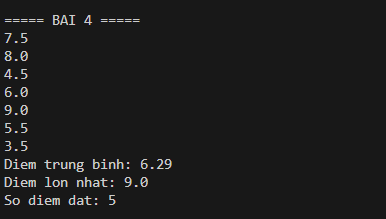 ===== BAI 4 =====
7.5
8.0
4.5
6.0
9.0
5.5
3.5
Diem trung binh: 6.29
Diem lon nhat: 9.0
So diem dat: 5